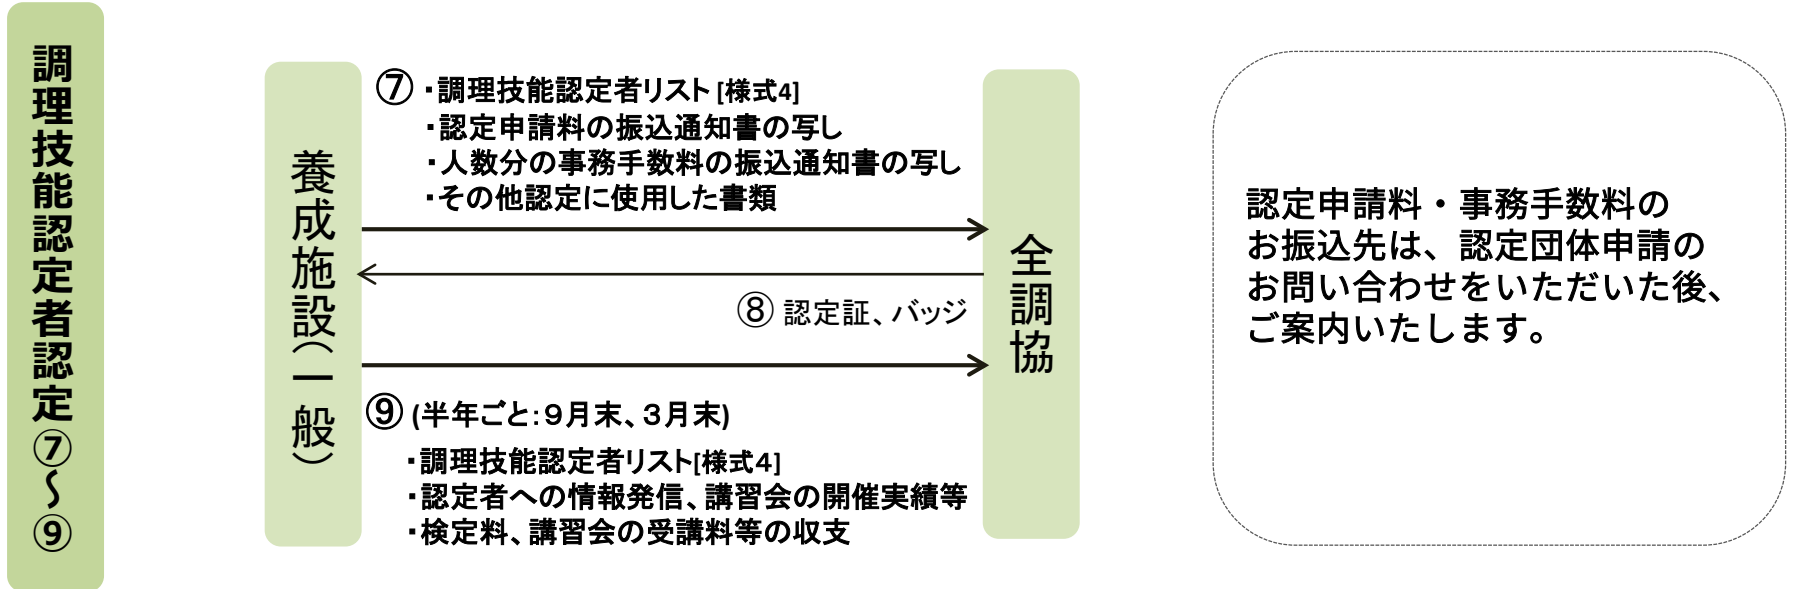 調理技能認定者認定⑦~⑨
養成施設(一般)
⑦ ・調理技能認定者リスト [様式4]
・認定申請料の振込通知書の写し
・人数分の事務手数料の振込通知書の写し
・その他認定に使用した書類
⑧ 認定証、バッジ
⑨ (半年ごと:9月末、3月末)
・調理技能認定者リスト[様式4]
・認定者への情報発信、講習会の開催実績等
・検定料、講習会の受講料等の収支
全調協
認定申請料・事務手数料の
お振込先は、認定団体申請の
お問い合わせをいただいた後、
ご案内いたします。